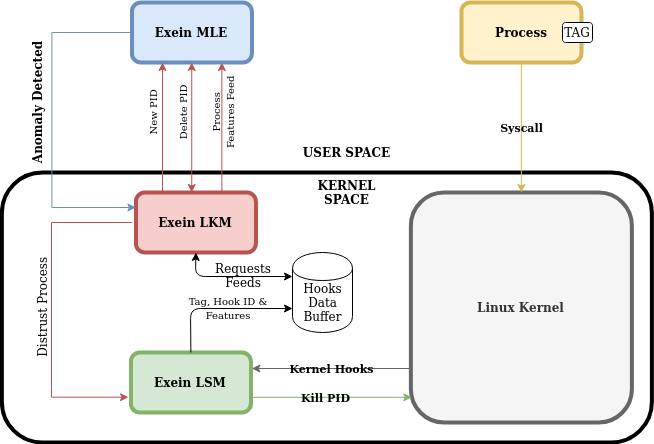 Exein MLE
Process
TAG
Anomaly Detected
New PID
Delete PID
Process
Features Feed
Syscall
USER SPACE
KERNEL
SPACE
Exein LKM
Distrust Process
Requests
Feeds
Hooks
Data
Buffer
Tag, Hook ID &
Features
Linux Kernel
Exein LSM
Kernel Hooks
Kill PID